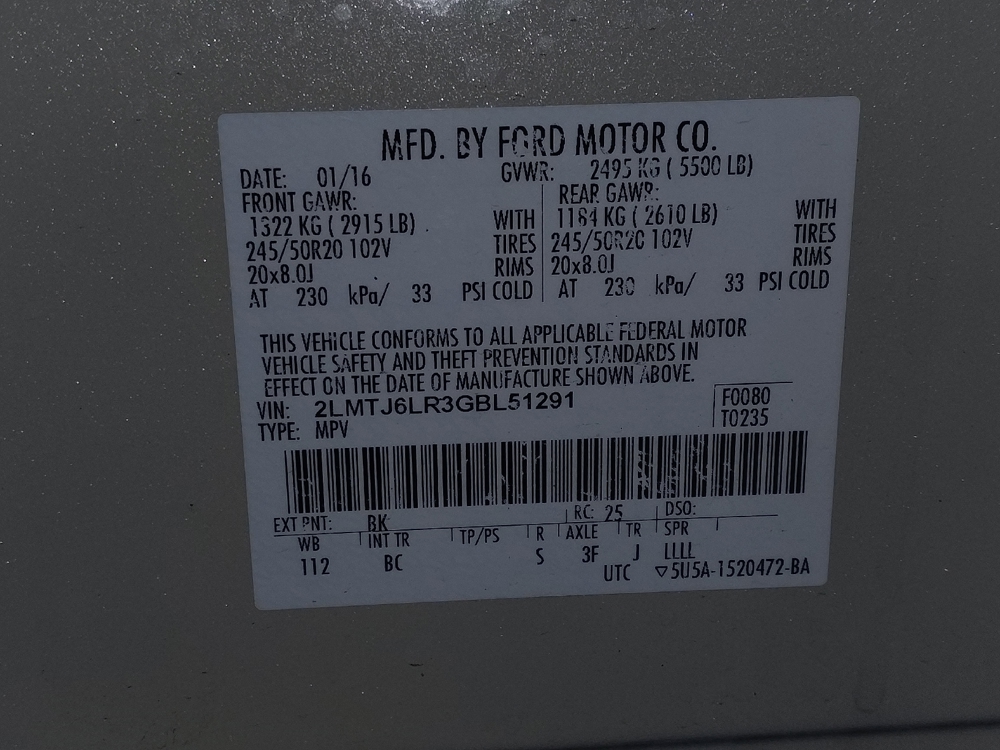 MFD. BY FORD MOTOR CO.
DATE: 01/16 GVWR: 2495 KG ( 5500 LB)
FRONT GAWR: REAR GAWR:
1322 KG ( 2915 LB) WITH 1184 KG ( 2610 LB) WITH
245/50R20 102V TIRES 245/50R20 102V TIRES
20x8.0J RIMS 20x8.0J RIMS
AT 230 kPa/ 33 PSI COLD AT 230 kPa/ 33 PSI COLD
THIS VEHICLE CONFORMS TO ALL APPLICABLE FEDERAL MOTOR
VEHICLE SAFETY AND THEFT PREVENTION STANDARDS IN
EFFECT ON THE DATE OF MANUFACTURE SHOWN ABOVE.
VIN: 2LMTJ6LR3GBL51291 F0080
TYPE: MPV T0235
EXT PNT: BK RC: 25 DSO:
WB INT TR TP/PS R AXLE TR SPR
112 BC S 3F J LLLL
UTC ▽5U5A-1520472-BA